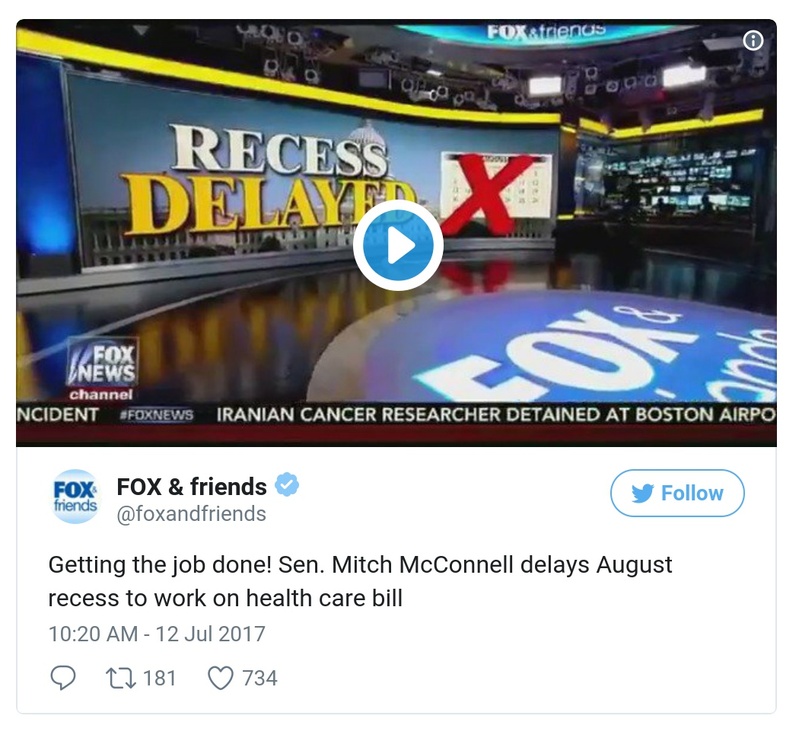 FOX & friends
RECESS
DELAYED
AUGUST
FOX &
FOX
NEWS
channel
NCIDENT #FOXNEWS IRANIAN CANCER RESEARCHER DETAINED AT BOSTON AIRPO
FOX &
friends
FOX & friends
@foxandfriends
Follow
Getting the job done! Sen. Mitch McConnell delays August
recess to work on health care bill
10:20 AM - 12 Jul 2017
181 734